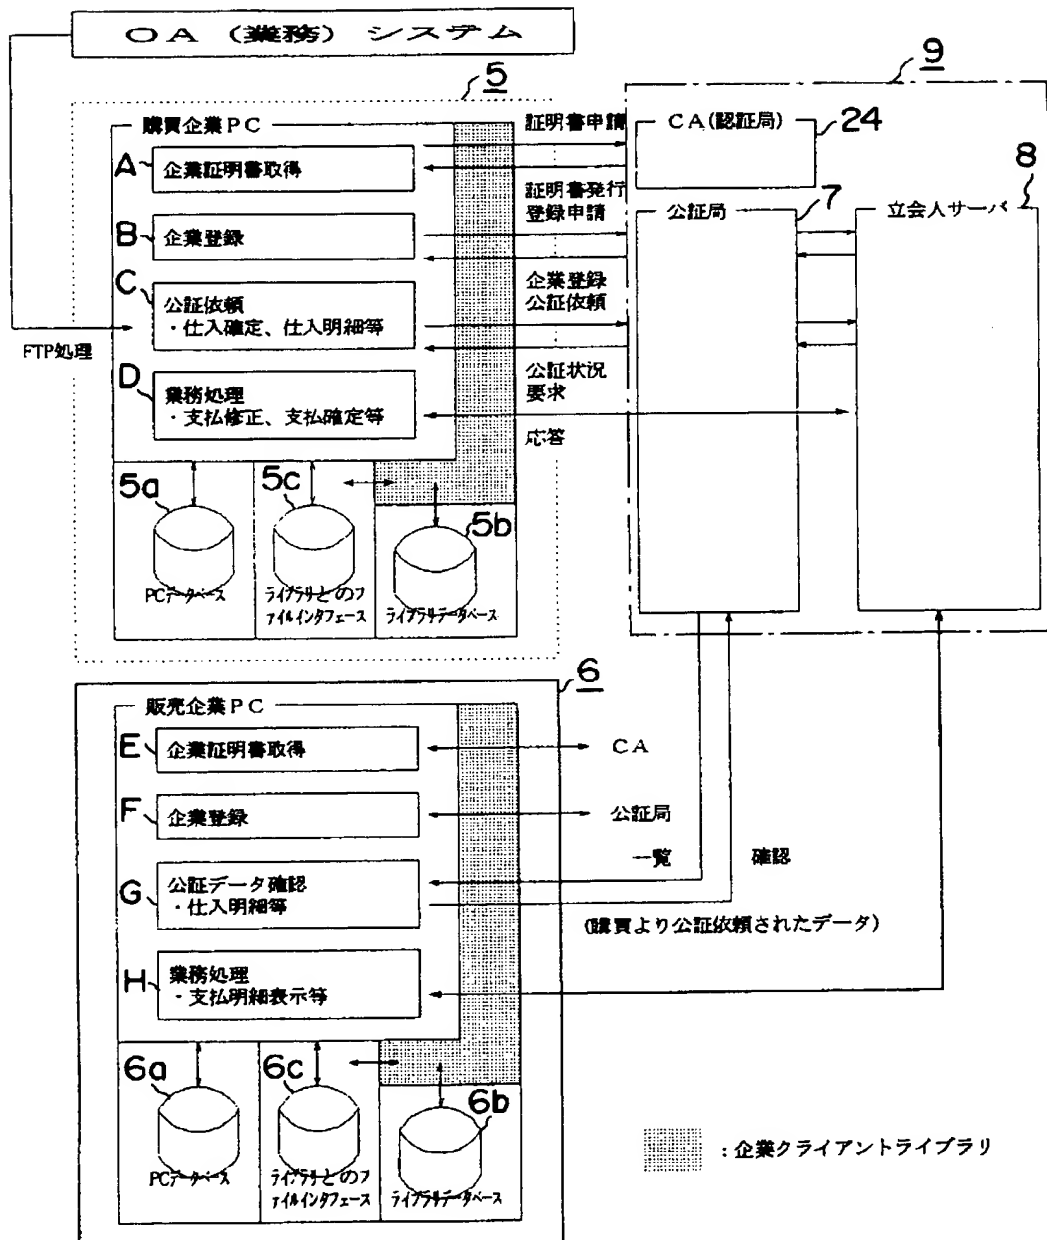 OA (業務) システム
5
9
購買企業PC
証明書申請
CA(認証局)
24
A
企業証明書取得
8
証明書発行
登録申請
公証局
7
立会人サーバ
B
企業登録
企業登録
公証依頼
C
公証依頼
・仕入確定、仕入明細等
FTP処理
公証状況
要求
D
業務処理
・支払修正、支払確定等
応答
5a
5c
5b
PCデータベース
ライブラリとのフ
ァイルインタフェース
ライブラリデータベース
6
販売企業PC
E
企業証明書取得
CA
F
企業登録
公証局
一覧
確認
G
公証データ確認
・仕入明細等
(購買より公証依頼されたデータ)
H
業務処理
・支払明細表示等
6a
6c
6b
PCデータベース
ライブラリとのフ
ァイルインタフェース
ライブラリデータベース
:企業クライアントライブラリ